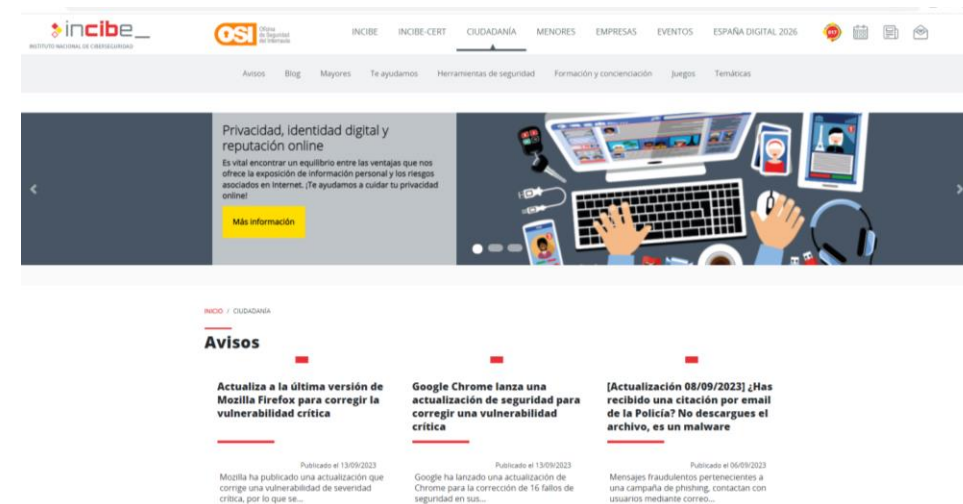 incibe_
INSTITUTO NACIONAL DE CIBERSEGURIDAD
OSI Oficina
de Seguridad
del Internauta
INCIBE INCIBE-CERT CIUDADANÍA MENORES EMPRESAS EVENTOS ESPAÑA DIGITAL 2026
017
Avisos Blog Mayores Te ayudamos Herramientas de seguridad Formación y concienciación Juegos Temáticas
Privacidad, identidad digital y
reputación online
Es vital encontrar un equilibrio entre las ventajas que nos
ofrece la exposición de información personal y los riesgos
asociados en Internet. ¡Te ayudamos a cuidar tu privacidad
online!
Más información
INICIO / CIUDADANÍA
Avisos
Actualiza a la última versión de
Mozilla Firefox para corregir la
vulnerabilidad crítica
Publicado el 13/09/2023
Mozilla ha publicado una actualización que
corrige una vulnerabilidad de severidad
crítica, por lo que se...
Google Chrome lanza una
actualización de seguridad para
corregir una vulnerabilidad
crítica
Publicado el 13/09/2023
Google ha lanzado una actualización de
Chrome para la corrección de 16 fallos de
seguridad en sus...
[Actualización 08/09/2023] ¿Has
recibido una citación por email
de la Policía? No descargues el
archivo, es un malware
Publicado el 06/09/2023
Mensajes fraudulentos pertenecientes a
una campaña de phishing, contactan con
usuarios mediante correo...